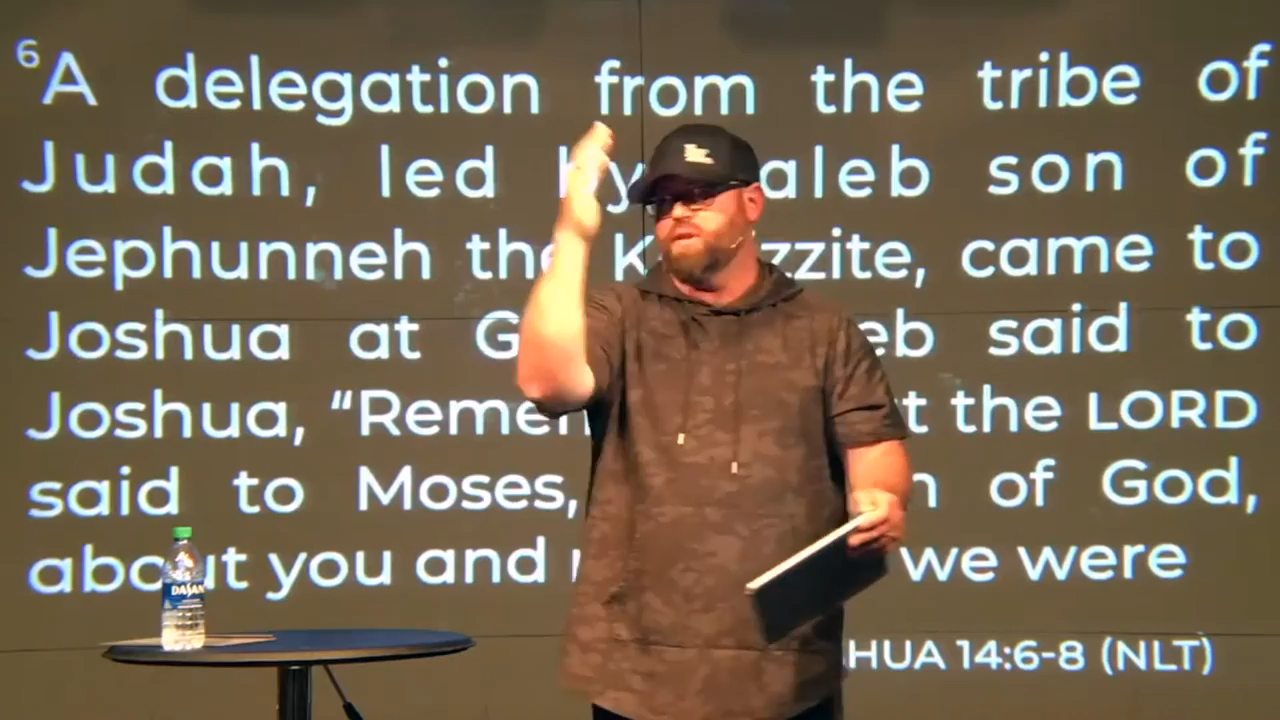 6 A delegation from the tribe of
Judah, led by aleb son of
Jephunneh the K zzite, came to
Joshua at G eb said to
Joshua, “Remem t the LORD
said to Moses, n of God,
about you and we were
HUA 14:6-8 (NLT)
DASANI